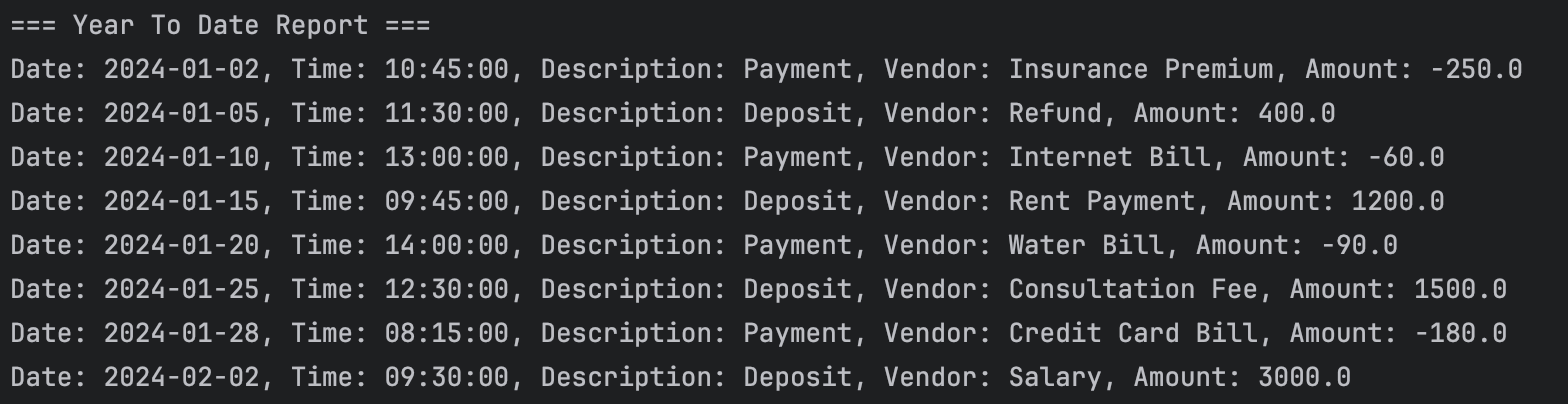 === Year To Date Report ===
Date: 2024-01-02, Time: 10:45:00, Description: Payment, Vendor: Insurance Premium, Amount: -250.0
Date: 2024-01-05, Time: 11:30:00, Description: Deposit, Vendor: Refund, Amount: 400.0
Date: 2024-01-10, Time: 13:00:00, Description: Payment, Vendor: Internet Bill, Amount: -60.0
Date: 2024-01-15, Time: 09:45:00, Description: Deposit, Vendor: Rent Payment, Amount: 1200.0
Date: 2024-01-20, Time: 14:00:00, Description: Payment, Vendor: Water Bill, Amount: -90.0
Date: 2024-01-25, Time: 12:30:00, Description: Deposit, Vendor: Consultation Fee, Amount: 1500.0
Date: 2024-01-28, Time: 08:15:00, Description: Payment, Vendor: Credit Card Bill, Amount: -180.0
Date: 2024-02-02, Time: 09:30:00, Description: Deposit, Vendor: Salary, Amount: 3000.0